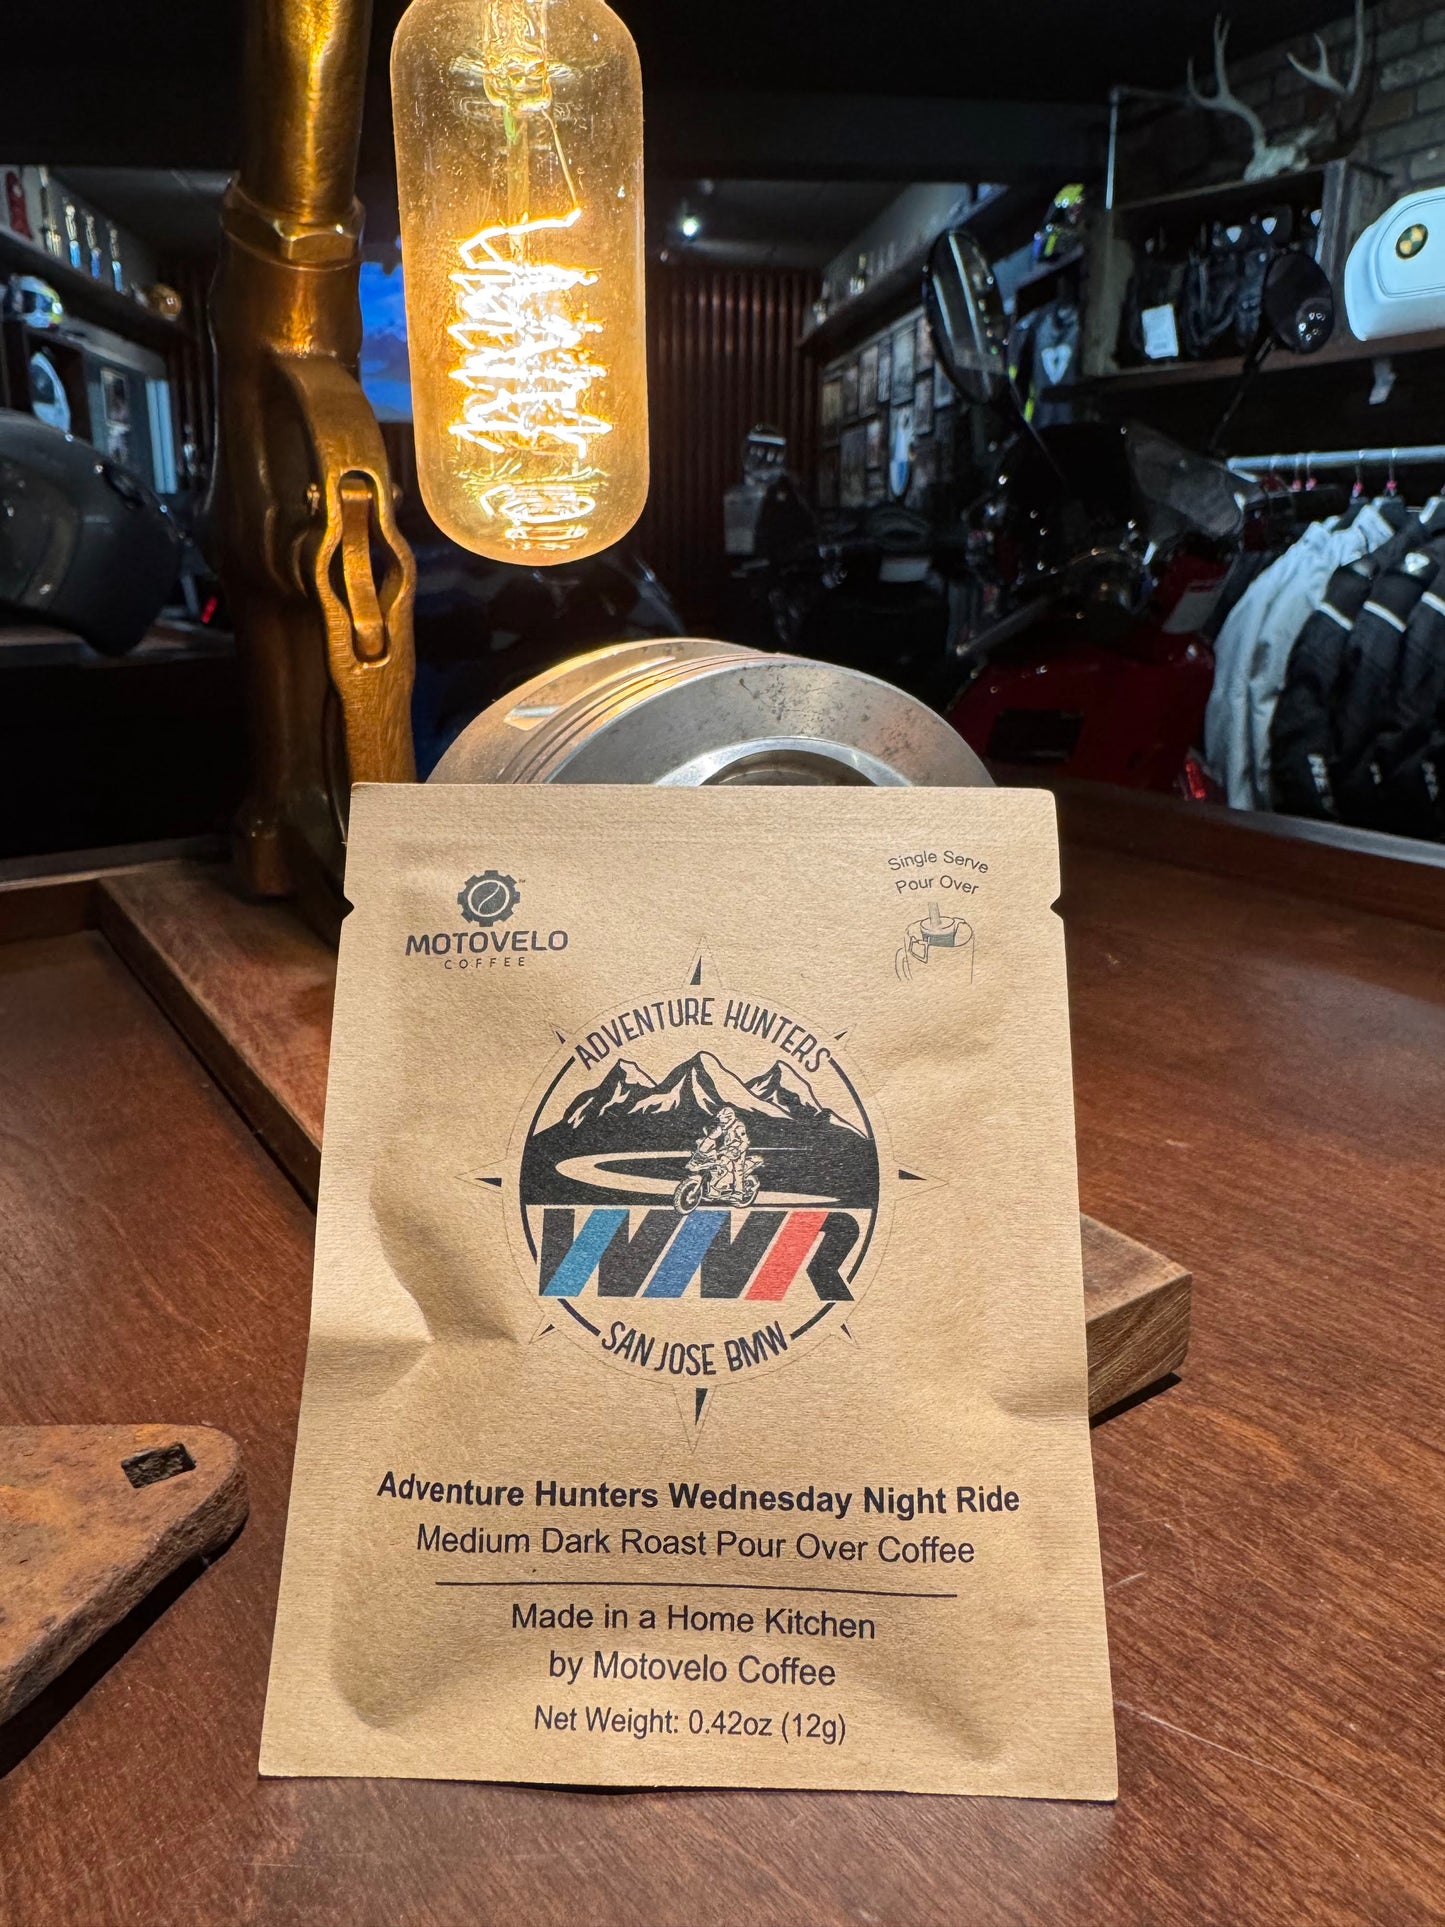 Single Serve
Pour Over
MOTOVELO
COFFEE
ADVENTURE HUNTERS
WNR
SAN JOSE BMW
Adventure Hunters Wednesday Night Ride
Medium Dark Roast Pour Over Coffee
Made in a Home Kitchen
by Motovelo Coffee
Net Weight: 0.42oz (12g)